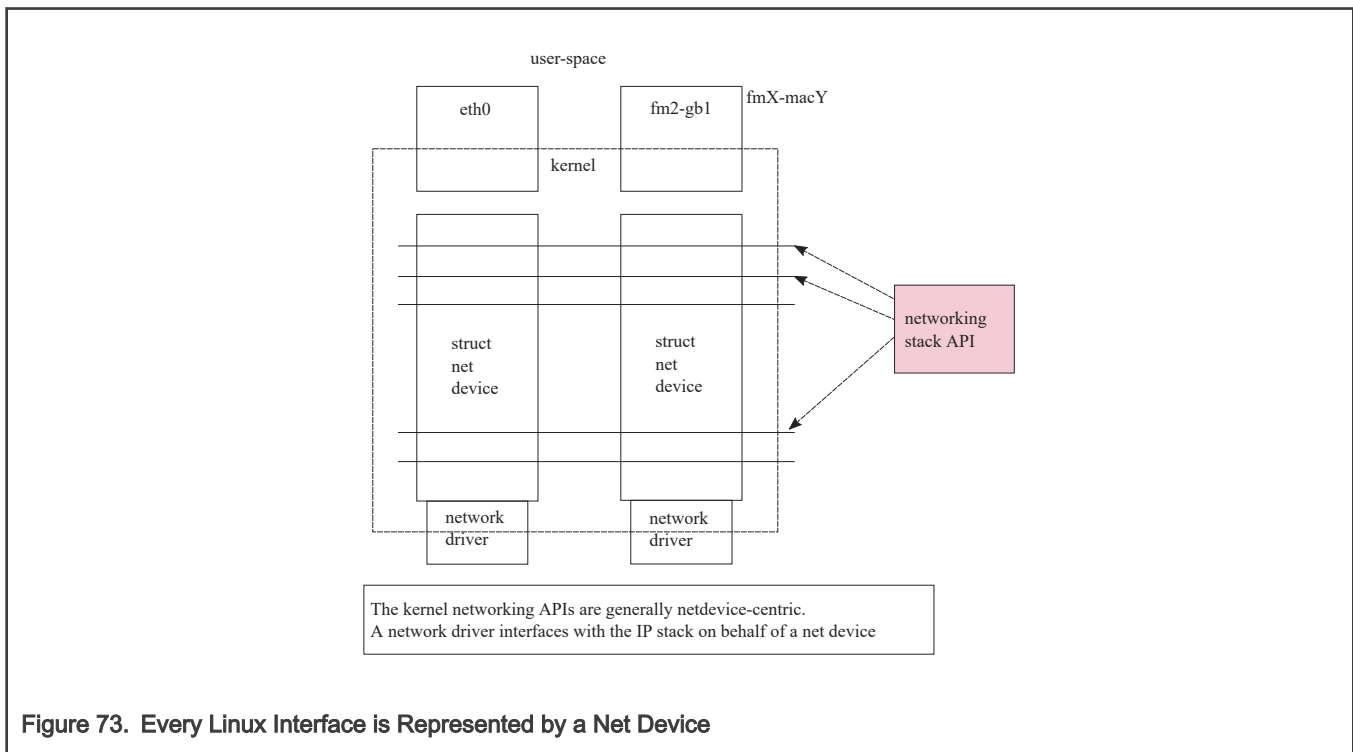 user-space
eth0
fm2-gb1
fmX-macY
kernel
struct
net
device
struct
net
device
networking
stack API
network
driver
network
driver
The kernel networking APIs are generally netdevice-centric.
A network driver interfaces with the IP stack on behalf of a net device
Figure 73. Every Linux Interface is Represented by a Net Device